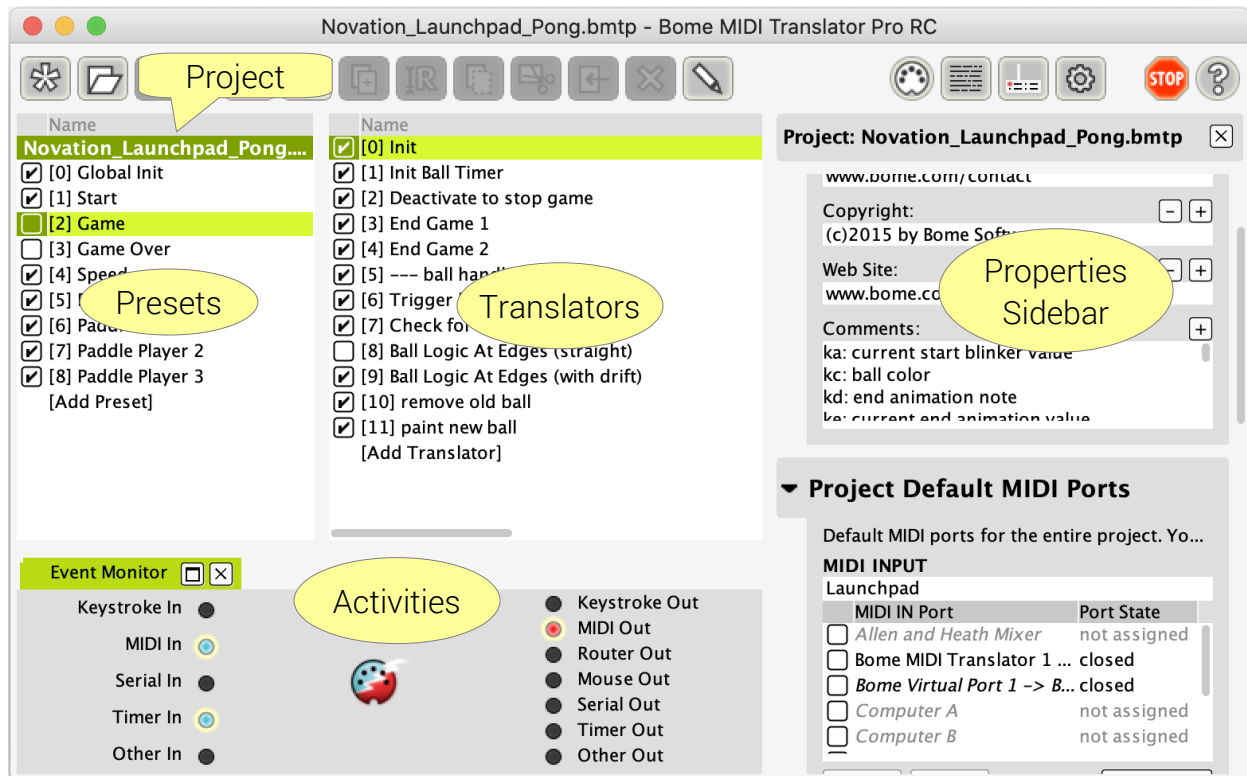 Novation_Launchpad_Pong.bmtp - Bome MIDI Translator Pro RC
Project
STOP
Name
Novation_Launchpad_Pong....
[0] Global Init
[1] Start
[2] Game
[3] Game Over
[4] Speed
[5]
[6]
[7] Paddle Player 2
[8] Paddle Player 3
[Add Preset]
Presets
Name
[0] Init
[1] Init Ball Timer
[2] Deactivate to stop game
[3] End Game 1
[4] End Game 2
[5] --- ball
[6] Trigger
[7] Check for
[8] Ball Logic At Edges (straight)
[9] Ball Logic At Edges (with drift)
[10] remove old ball
[11] paint new ball
[Add Translator]
Translators
Project: Novation_Launchpad_Pong.bmtp
www.bome.com/contact
Copyright:
(c)2015 by Bome
Web Site:
Comments:
ka: current start blinker value
kc: ball color
kd: end animation note
ke: current end animation value
Properties
Sidebar
Project Default MIDI Ports
Default MIDI ports for the entire project. Yo...
MIDI INPUT
Launchpad
MIDI IN Port Port State
Allen and Heath Mixer not assigned
Bome MIDI Translator 1 ... closed
Bome Virtual Port 1 -> B... closed
Computer A not assigned
Computer B not assigned
Event Monitor
Keystroke In
MIDI In
Serial In
Timer In
Other In
Activities
Keystroke Out
MIDI Out
Router Out
Mouse Out
Serial Out
Timer Out
Other Out